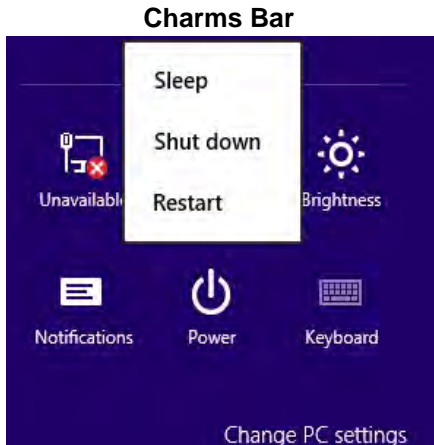 Charms Bar
Sleep
Shut down
Restart
Unavailabl
Brightness
Notifications
Power
Keyboard
Change PC settings